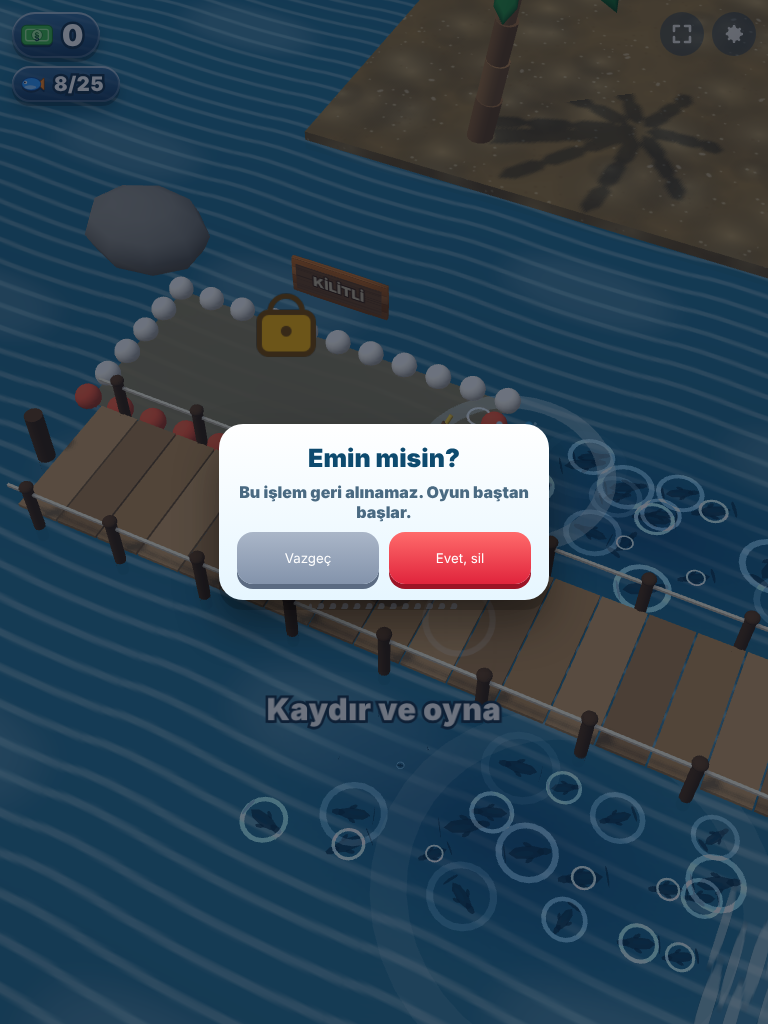 0
8/25
KİLİTLİ
Emin misin?
Bu işlem geri alınamaz. Oyun baştan
başlar.
Vazgeç
Evet, sil
Kaydır ve oyna